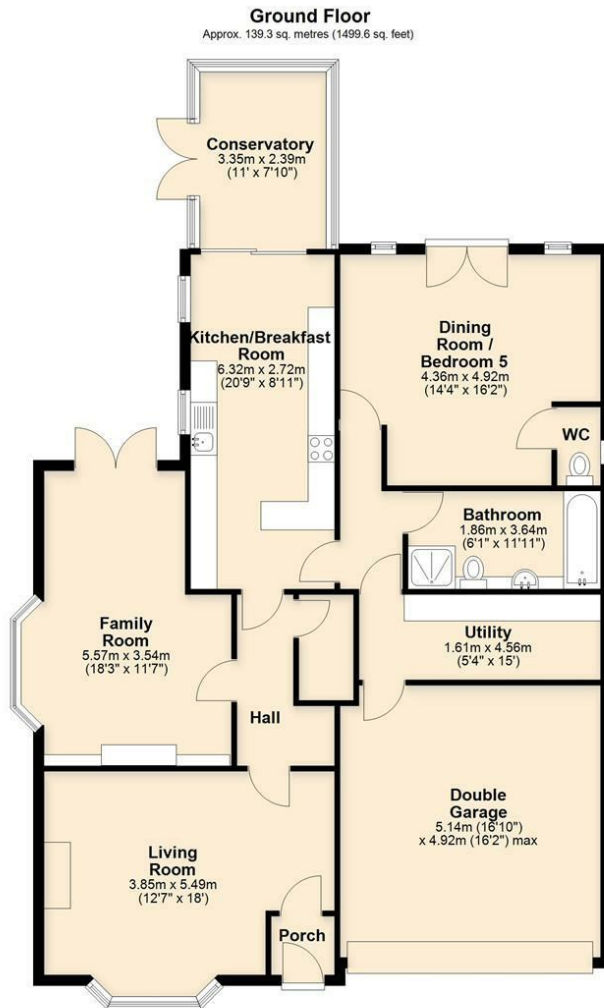 Ground Floor
Approx. 139.3 sq. metres (1499.6 sq. feet)
Conservatory
3.35m x 2.39m
(11' x 7'10")
Kitchen/Breakfast
Room
6.32m x 2.72m
(20'9" x 8'11")
Dining
Room /
Bedroom 5
4.36m x 4.92m
(14'4" x 16'2")
WC
Bathroom
1.86m x 3.64m
(6'1" x 11'11")
Family
Room
5.57m x 3.54m
(18'3" x 11'7")
Utility
1.61m x 4.56m
(5'4" x 15')
Hall
Double
Garage
5.14m (16'10")
x 4.92m (16'2") max
Living
Room
3.85m x 5.49m
(12'7" x 18')
Porch